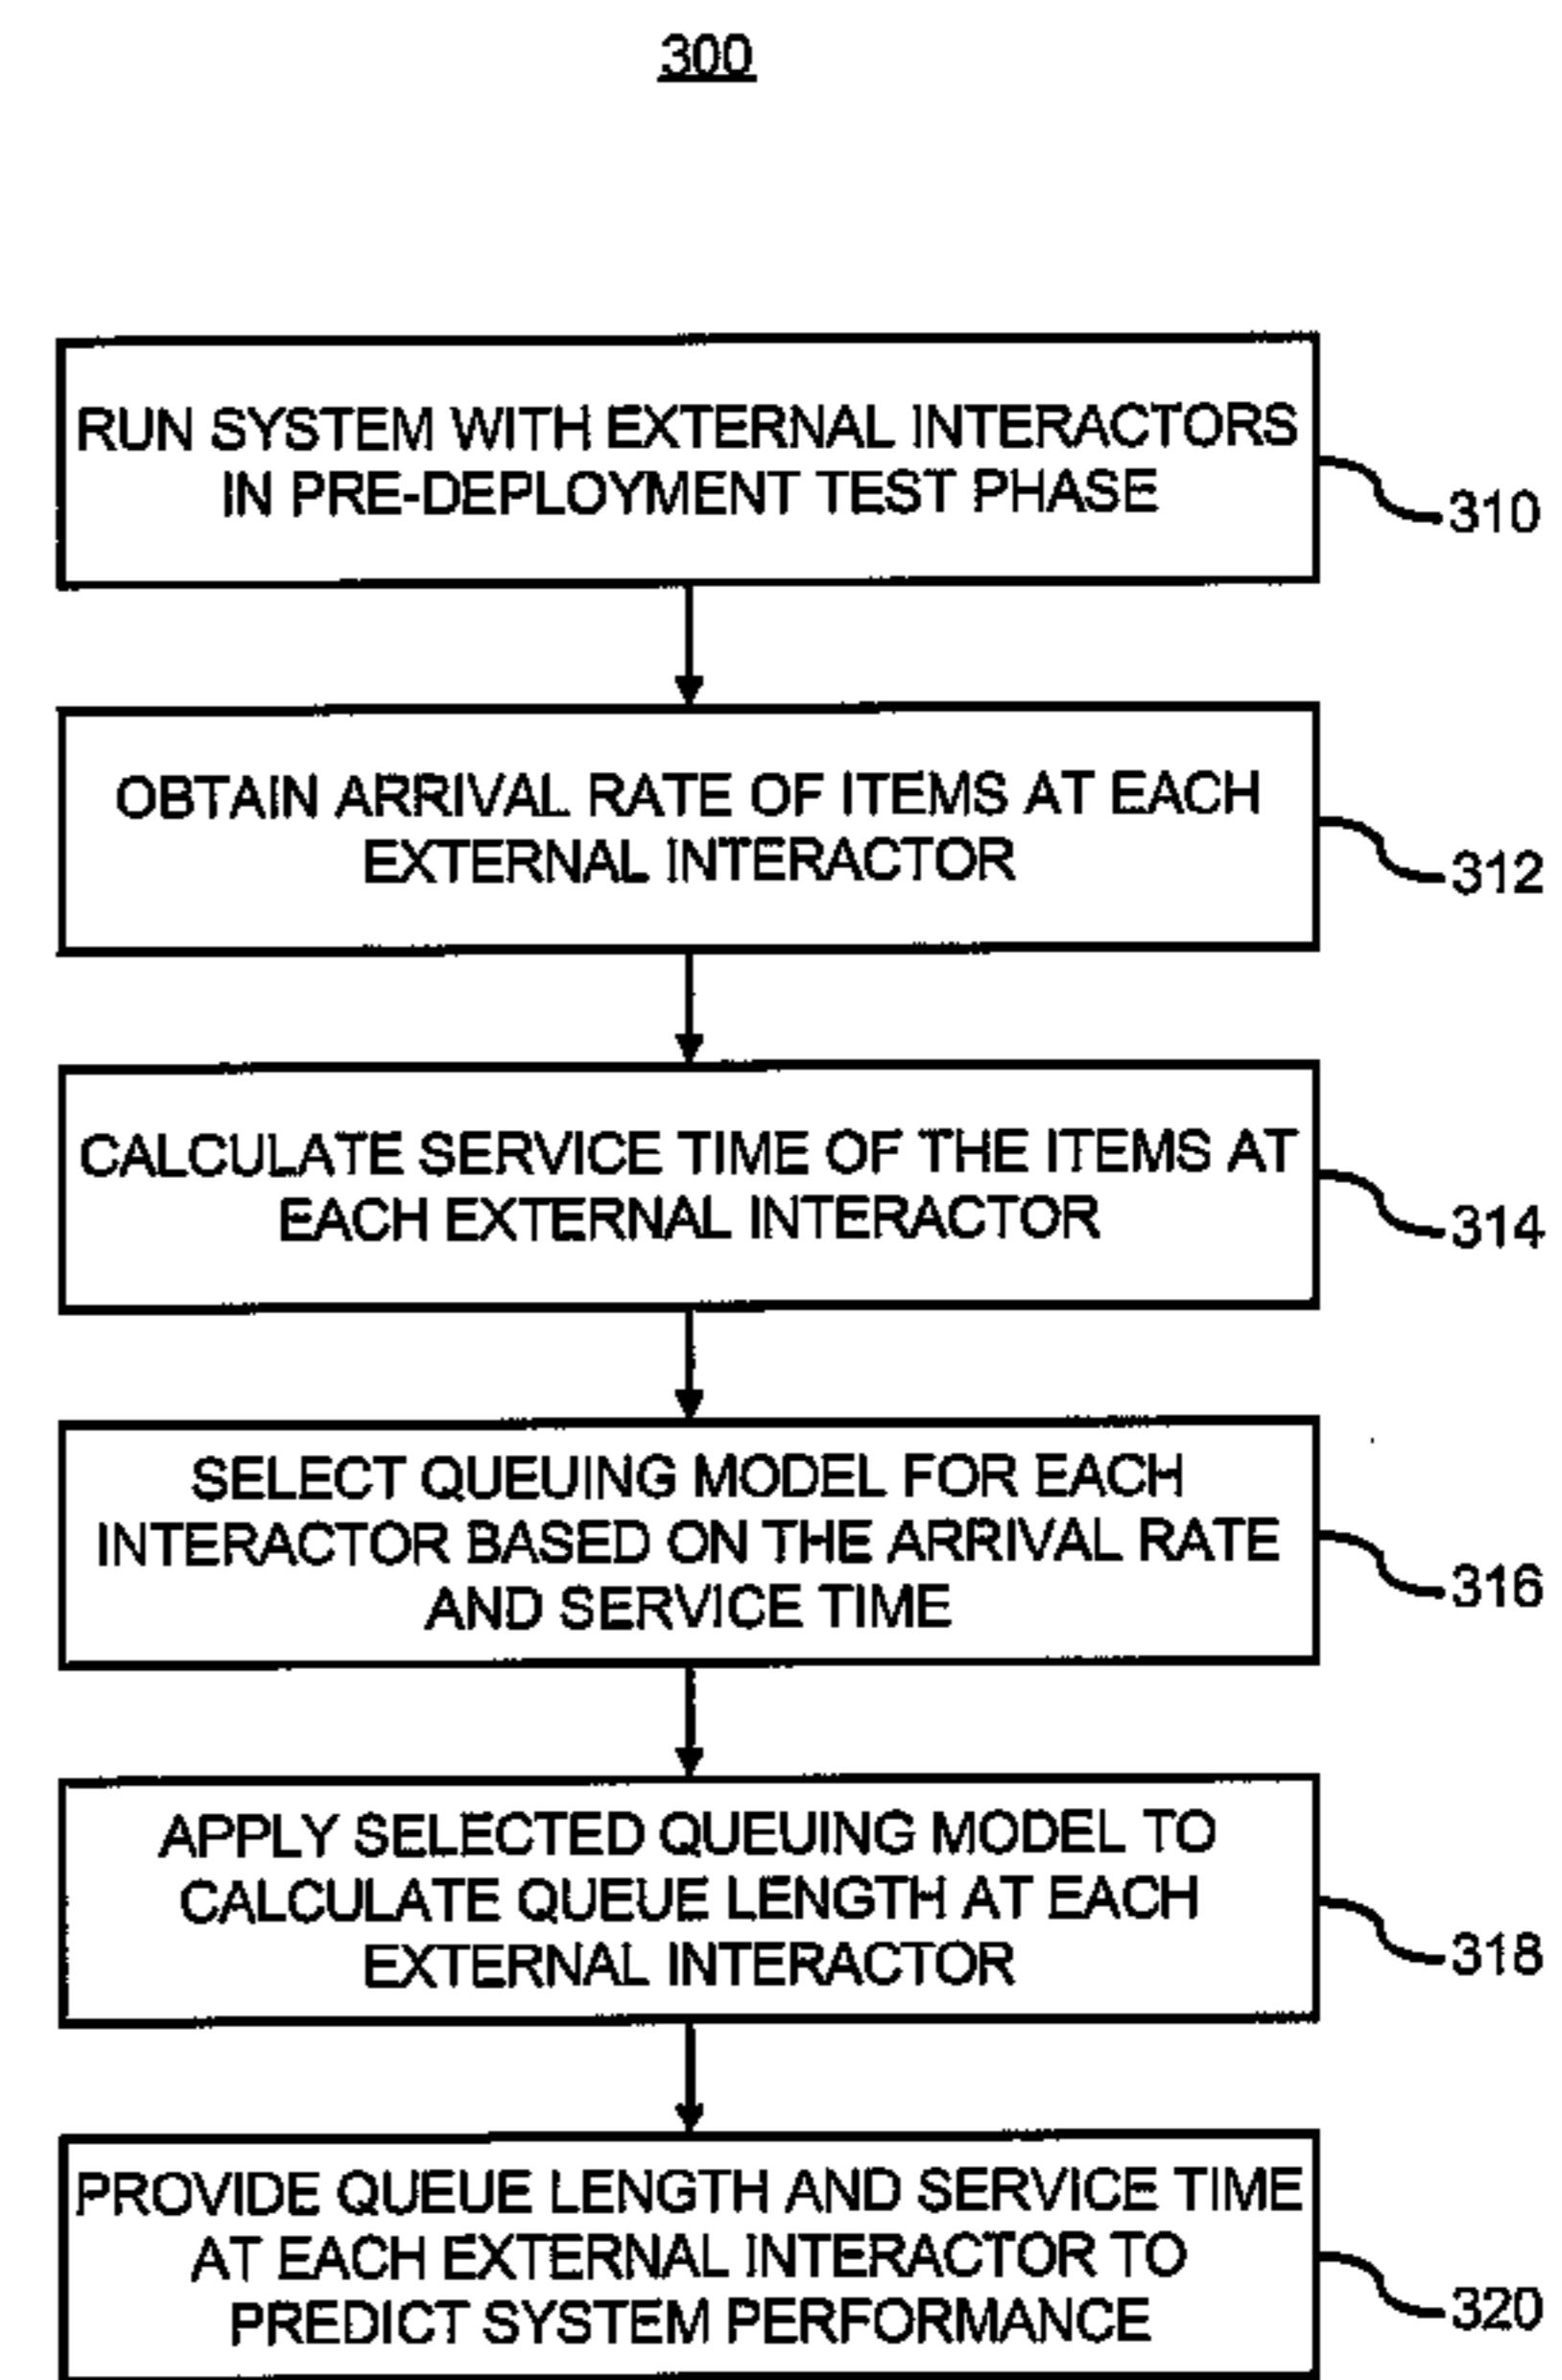 300
RUN SYSTEM WITH EXTERNAL INTERACTORS
IN PRE-DEPLOYMENT TEST PHASE
310
OBTAIN ARRIVAL RATE OF ITEMS AT EACH
EXTERNAL INTERACTOR
312
CALCULATE SERVICE TIME OF THE ITEMS AT
EACH EXTERNAL INTERACTOR
314
SELECT QUEUING MODEL FOR EACH
INTERACTOR BASED ON THE ARRIVAL RATE
AND SERVICE TIME
316
APPLY SELECTED QUEUING MODEL TO
CALCULATE QUEUE LENGTH AT EACH
EXTERNAL INTERACTOR
318
PROVIDE QUEUE LENGTH AND SERVICE TIME
AT EACH EXTERNAL INTERACTOR TO
PREDICT SYSTEM PERFORMANCE
320